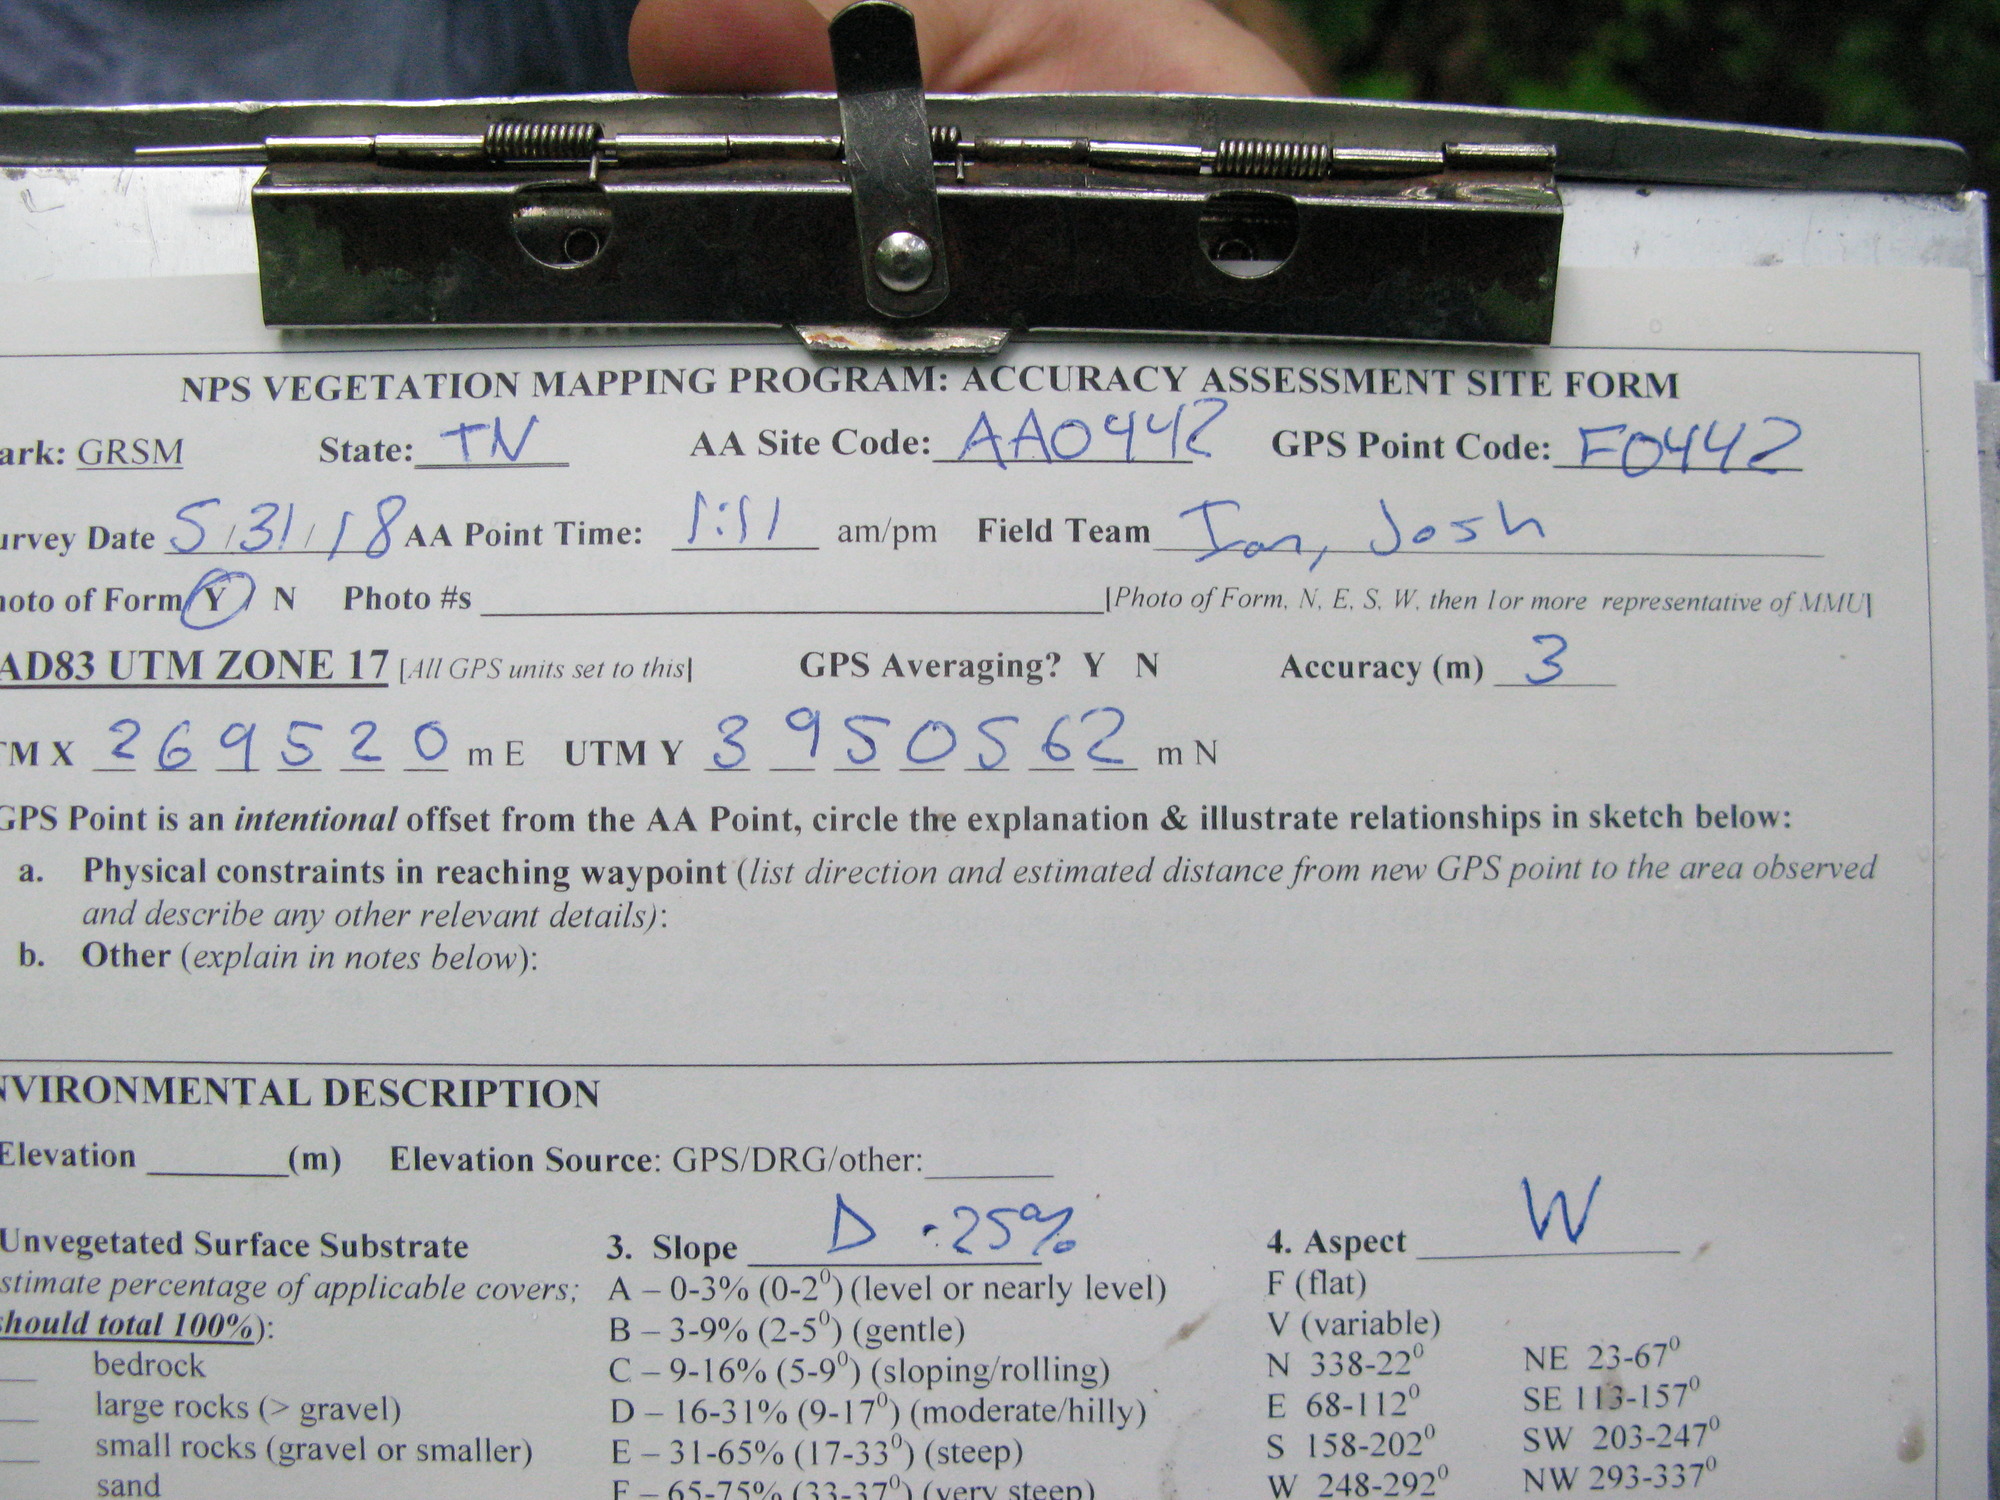 NPS VEGETATION MAPPING PROGRAM: ACCURACY ASSESSMENT SITE FORM
ark: GRSM State: TN AA Site Code: AA0442 GPS Point Code: F0442
urvey Date 5/31/18 AA Point Time: 1:11 am/pm Field Team Ian, Josh
hoto of Form Y N Photo #s [Photo of Form, N, E, S, W, then 1or more representative of MMU]
AD83 UTM ZONE 17 [All GPS units set to this] GPS Averaging? Y N Accuracy (m) 3
TM X 269520 m E UTM Y 3950562 m N
GPS Point is an intentional offset from the AA Point, circle the explanation & illustrate relationships in sketch below:
a. Physical constraints in reaching waypoint (list direction and estimated distance from new GPS point to the area observed
and describe any other relevant details):
b. Other (explain in notes below):
NVIRONMENTAL DESCRIPTION
Elevation (m) Elevation Source: GPS/DRG/other:
Unvegetated Surface Substrate 3. Slope D ·25% 4. Aspect W
stimate percentage of applicable covers; A – 0-3% (0-2⁰) (level or nearly level) F (flat)
should total 100%): B – 3-9% (2-5⁰) (gentle) V (variable)
bedrock C – 9-16% (5-9⁰) (sloping/rolling) N 338-22⁰ NE 23-67⁰
large rocks (> gravel) D – 16-31% (9-17⁰) (moderate/hilly) E 68-112⁰ SE 113-157⁰
small rocks (gravel or smaller) E – 31-65% (17-33⁰) (steep) S 158-202⁰ SW 203-247⁰
sand F – 65-75% (33-37⁰) (very steep) W 248-292⁰ NW 293-337⁰